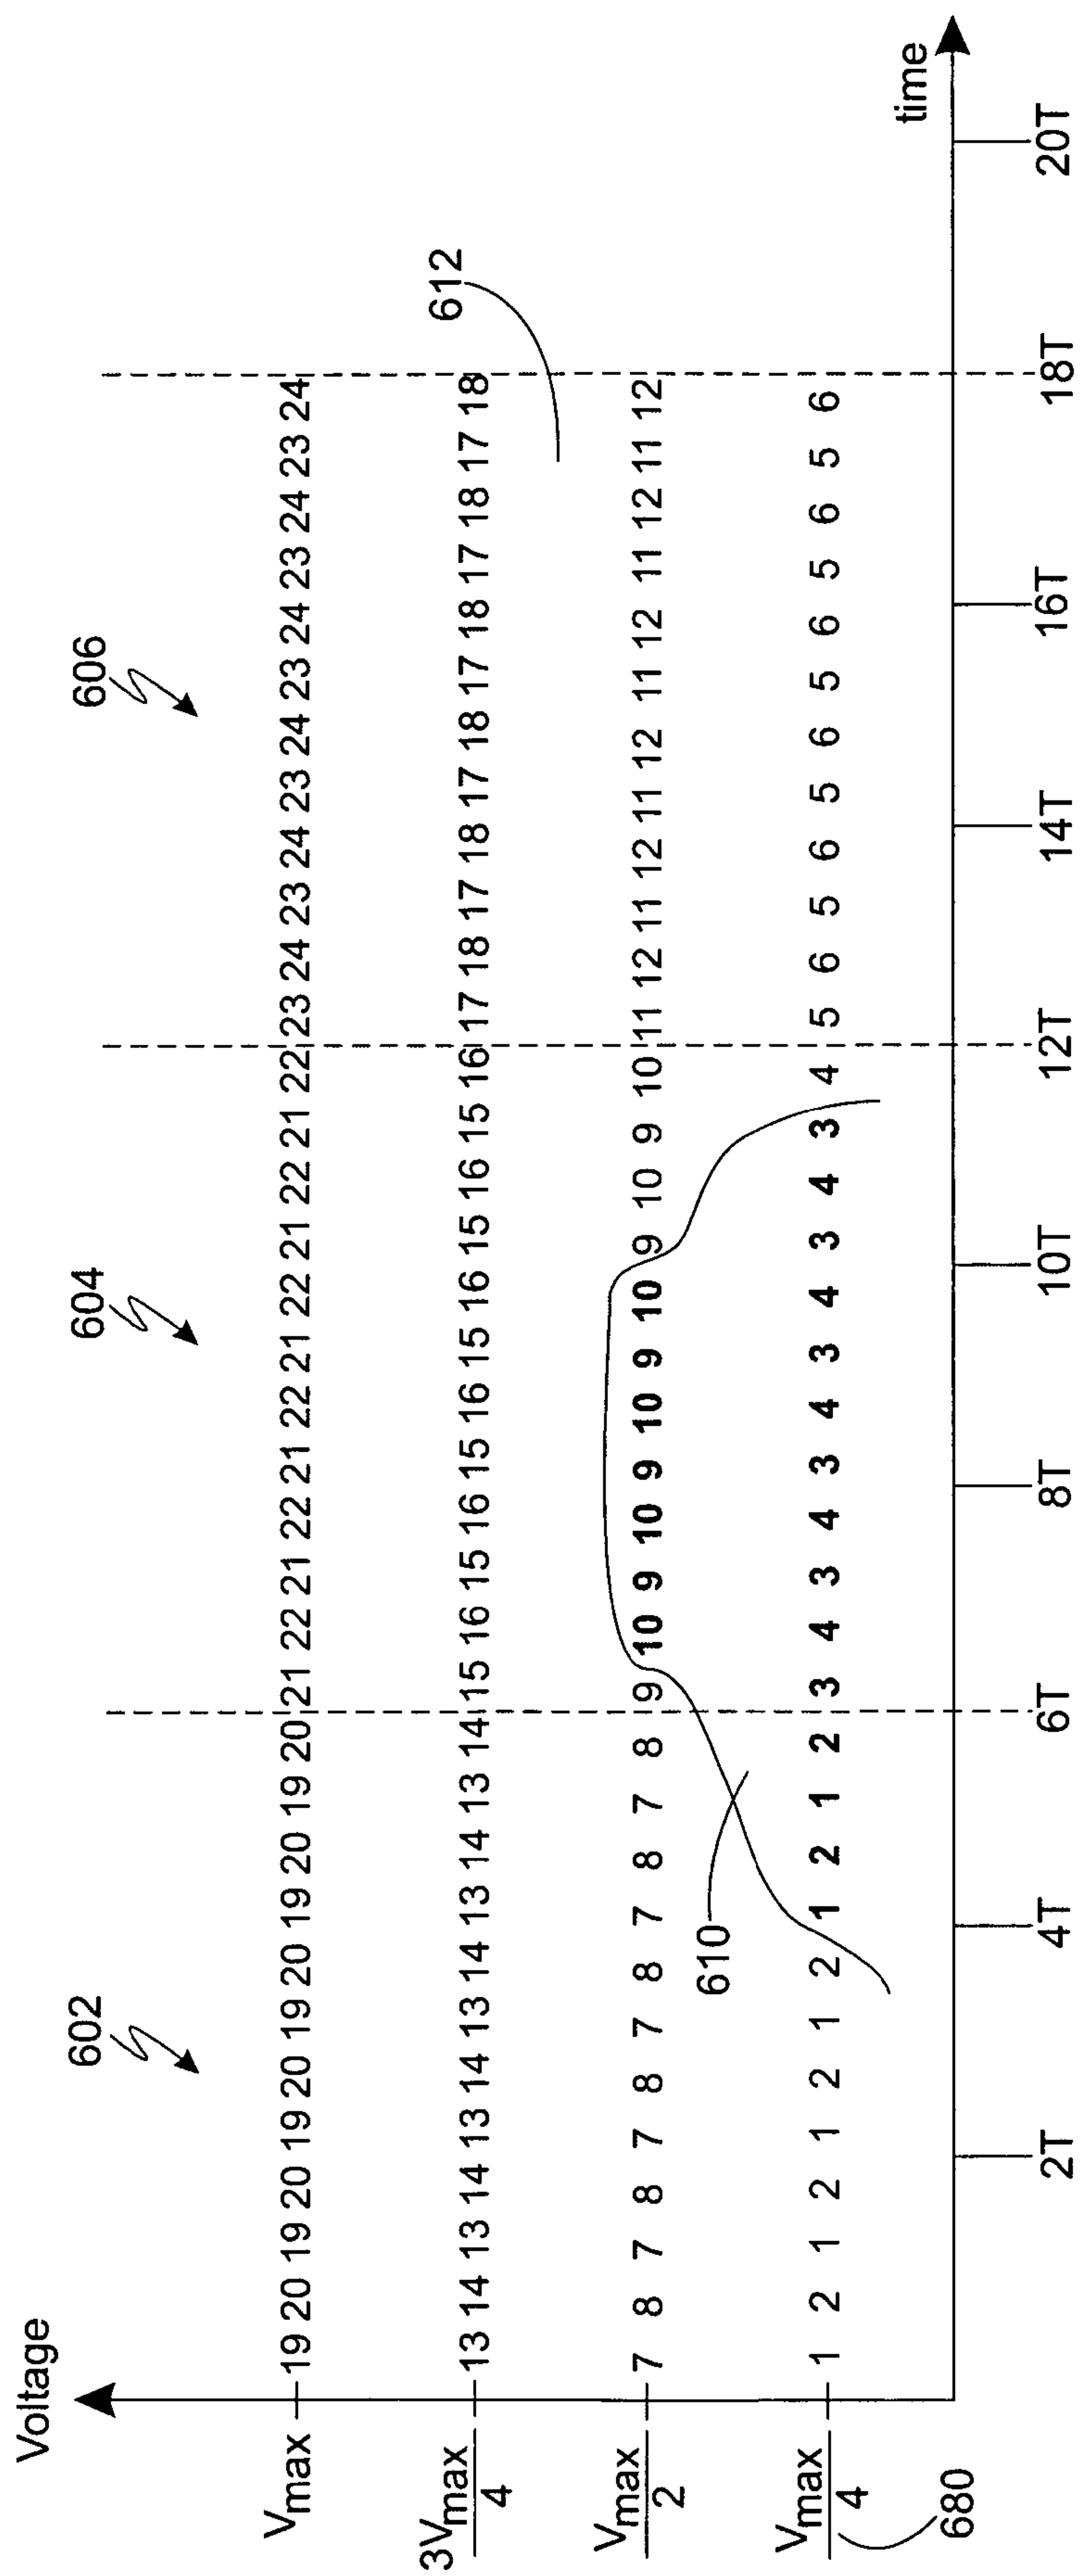 Voltage
602 604 606
Vmax 19 20 19 20 19 20 19 20 19 20 19 20 21 22 21 22 21 22 21 22 21 22 21 22 23 24 23 24 23 24 23 24 23 24 23 24
612
3Vmax/4 13 14 13 14 13 14 13 14 13 14 13 14 15 16 15 16 15 16 15 16 15 16 15 16 17 18 17 18 17 18 17 18 17 18 17 18
Vmax/2 7 8 7 8 7 8 7 8 7 8 7 8 9 10 9 10 9 10 9 10 9 10 9 10 11 12 11 12 11 12 11 12 11 12 11 12
610
Vmax/4 1 2 1 2 1 2 1 2 1 2 1 2 3 4 3 4 3 4 3 4 3 4 3 4 5 6 5 6 5 6 5 6 5 6 5 6
time
680
2T 4T 6T 8T 10T 12T 14T 16T 18T 20T